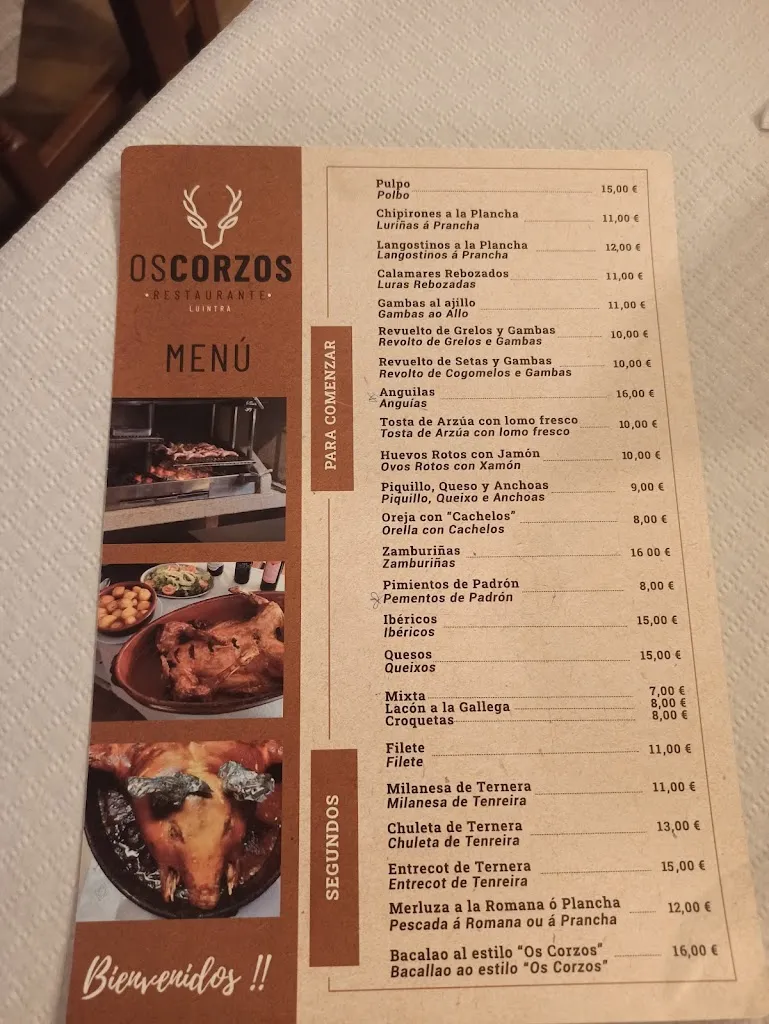 OSCORZOS
•RESTAURANTE•
LUINTRA
MENÚ
PARA COMENZAR
Pulpo 15,00 €
Polbo
Chipirones a la Plancha 11,00 €
Luriñas á Prancha
Langostinos a la Plancha 12,00 €
Langostinos á Prancha
Calamares Rebozados 11,00 €
Luras Rebozadas
Gambas al ajillo 11,00 €
Gambas ao Allo
Revuelto de Grelos y Gambas 10,00 €
Revolto de Grelos e Gambas
Revuelto de Setas y Gambas 10,00 €
Revolto de Cogomelos e Gambas
Anguilas 16,00 €
Anguías
Tosta de Arzúa con lomo fresco 10,00 €
Tosta de Arzúa con lomo fresco
Huevos Rotos con Jamón 10,00 €
Ovos Rotos con Xamón
Piquillo, Queso y Anchoas 9,00 €
Piquillo, Queixo e Anchoas
Oreja con "Cachelos" 8,00 €
Orella con Cachelos
Zamburiñas 16 00 €
Zamburiñas
Pimientos de Padrón 8,00 €
Pementos de Padrón
Ibéricos 15,00 €
Ibéricos
Quesos 15,00 €
Queixos
Mixta 7,00 €
Lacón a la Gallega 8,00 €
Croquetas 8,00 €
SEGUNDOS
Filete 11,00 €
Filete
Milanesa de Ternera 11,00 €
Milanesa de Tenreira
Chuleta de Ternera 13,00 €
Chuleta de Tenreira
Entrecot de Ternera 15,00 €
Entrecot de Tenreira
Merluza a la Romana ó Plancha 12,00 €
Pescada á Romana ou á Prancha
Bacalao al estilo "Os Corzos" 16,00 €
Bacallao ao estilo "Os Corzos"
Bienvenidos !!